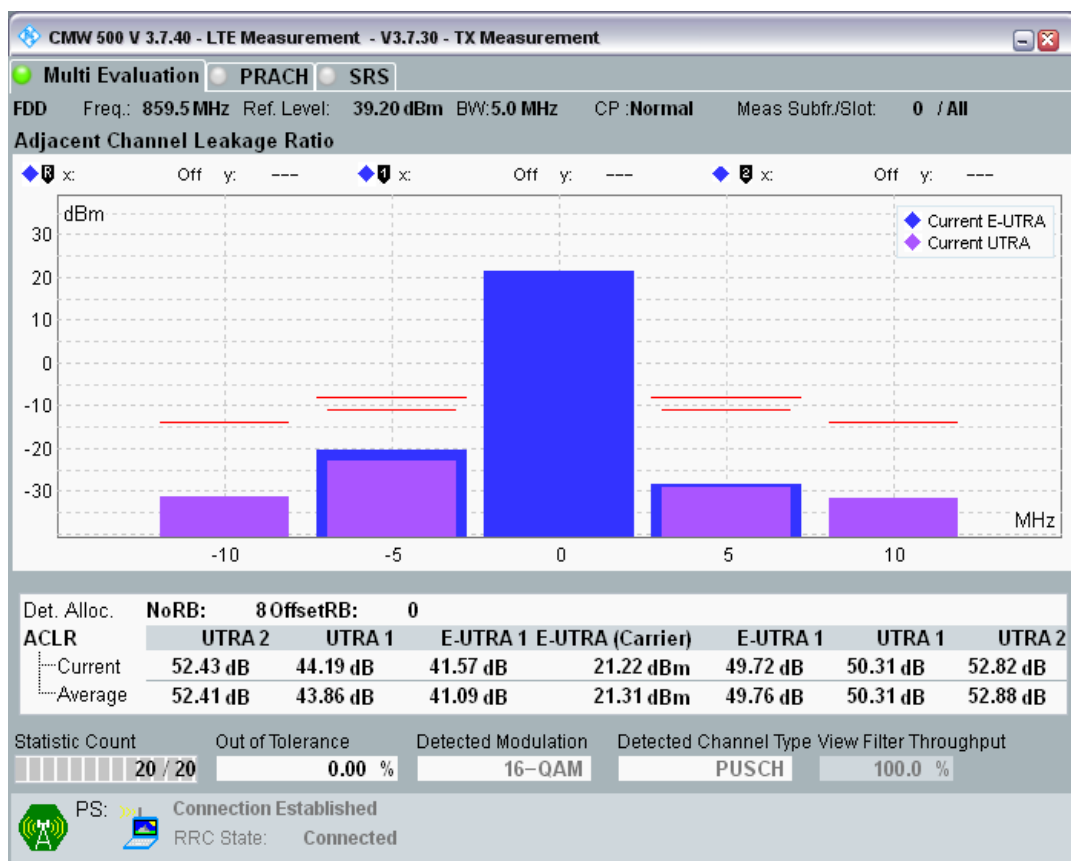 CMW 500 V 3.7.40 - LTE Measurement - V3.7.30 - TX Measurement
Multi Evaluation PRACH SRS
FDD Freq.: 859.5 MHz Ref. Level: 39.20 dBm BW:5.0 MHz CP :Normal Meas Subfr./Slot: 0 / All
Adjacent Channel Leakage Ratio
R x: Off y: --- 1 x: Off y: --- 2 x: Off y: ---
dBm
Current E-UTRA
Current UTRA
30
20
10
0
-10
-20
-30
MHz
-10 -5 0 5 10
Det. Alloc. NoRB: 8 OffsetRB: 0
ACLR UTRA 2 UTRA 1 E-UTRA 1 E-UTRA (Carrier) E-UTRA 1 UTRA 1 UTRA 2
Current 52.43 dB 44.19 dB 41.57 dB 21.22 dBm 49.72 dB 50.31 dB 52.82 dB
Average 52.41 dB 43.86 dB 41.09 dB 21.31 dBm 49.76 dB 50.31 dB 52.88 dB
Statistic Count Out of Tolerance Detected Modulation Detected Channel Type View Filter Throughput
20 / 20 0.00 % 16-QAM PUSCH 100.0 %
PS: Connection Established
RRC State: Connected